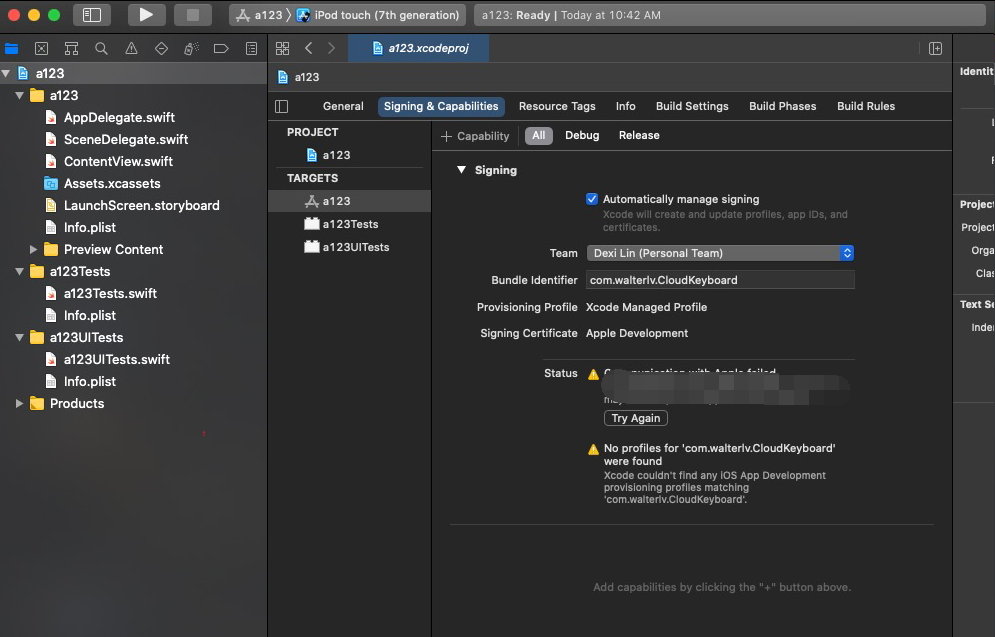 a123 〉 iPod touch (7th generation)
a123: Ready | Today at 10:42 AM
a123.xcodeproj
a123
a123
a123
AppDelegate.swift
SceneDelegate.swift
ContentView.swift
Assets.xcassets
LaunchScreen.storyboard
Info.plist
Preview Content
a123Tests
a123Tests.swift
Info.plist
a123UITests
a123UITests.swift
Info.plist
Products
General
Signing & Capabilities
Resource Tags
Info
Build Settings
Build Phases
Build Rules
PROJECT
a123
TARGETS
a123
a123Tests
a123UITests
+ Capability
All
Debug
Release
Signing
Automatically manage signing
Xcode will create and update profiles, app IDs, and
certificates.
Team Dexi Lin (Personal Team)
Bundle Identifier com.walterlv.CloudKeyboard
Provisioning Profile Xcode Managed Profile
Signing Certificate Apple Development
Status
with Apple failed
Try Again
No profiles for 'com.walterlv.CloudKeyboard'
were found
Xcode couldn't find any iOS App Development
provisioning profiles matching
'com.walterlv.CloudKeyboard'.
Add capabilities by clicking the "+" button above.
Identit
Project
Project
Orga
Clas
Text Se
Inden